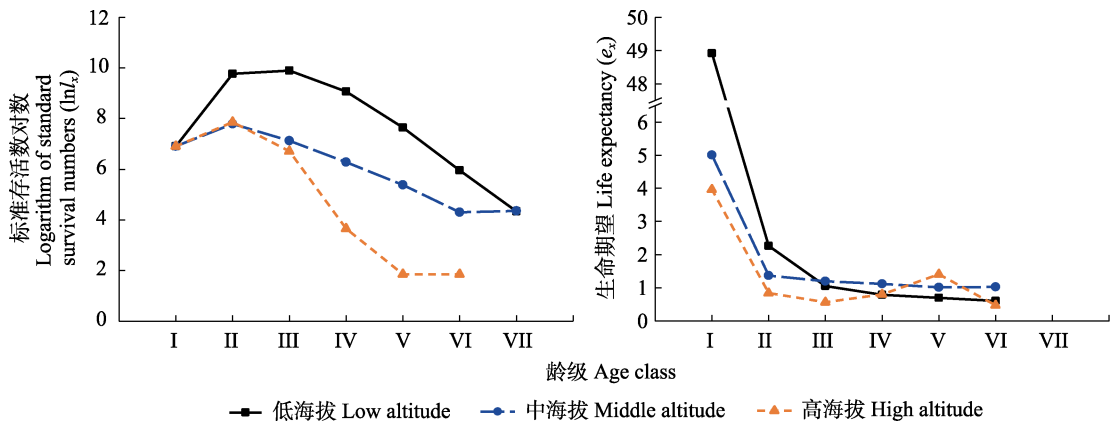 标准存活数对数
Logarithm of standard
survival numbers (lnlx)
12
10
8
6
4
2
0
I II III IV V VI VII
生命期望 Life expectancy (ex)
50
49
48
5
4
3
2
1
0
I II III IV V VI VII
龄级 Age class
低海拔 Low altitude 中海拔 Middle altitude 高海拔 High altitude